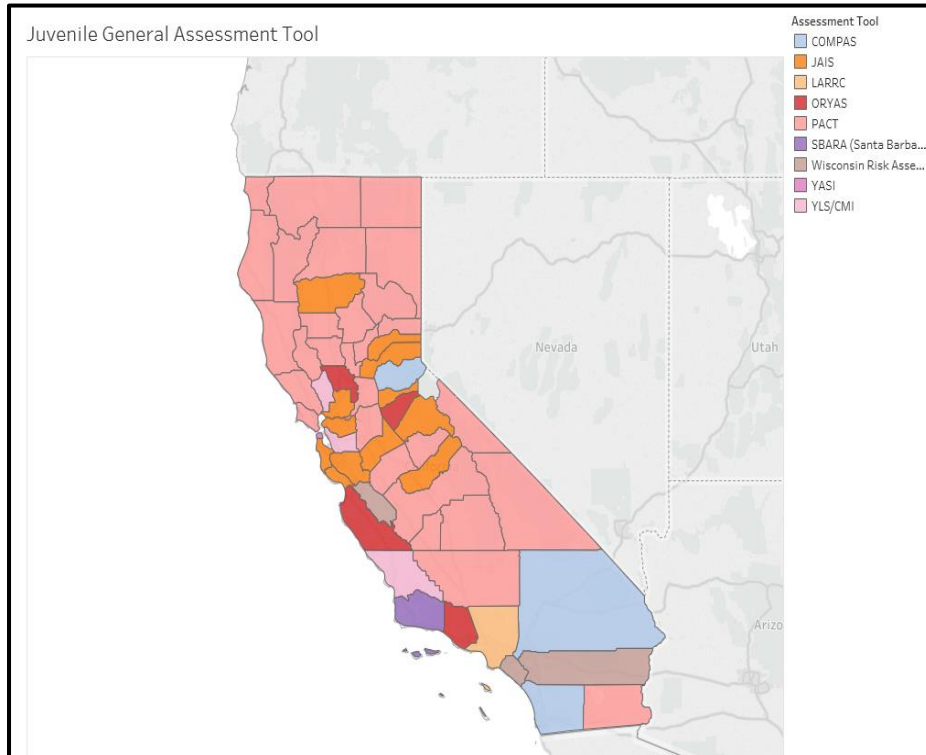 Juvenile General Assessment Tool
Assessment Tool
COMPAS
JAIS
LARRC
ORYAS
PACT
SBARA (Santa Barba...
Wisconsin Risk Asse...
YASI
YLS/CMI
Nevada
Utah
Arizo